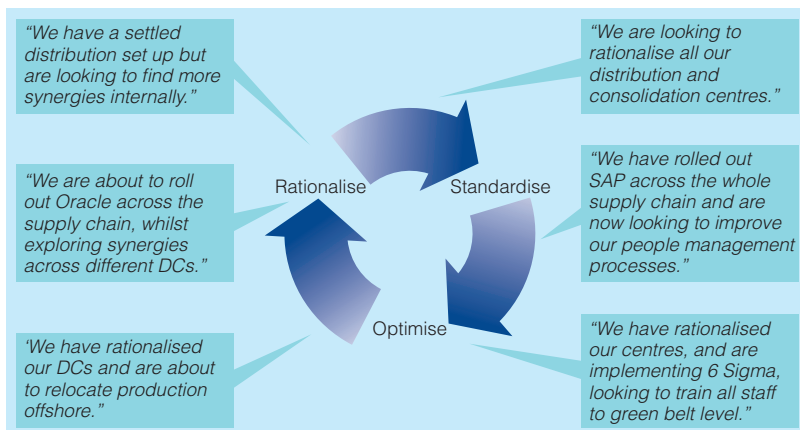 “We have a settled
distribution set up but
are looking to find more
synergies internally.”
“We are looking to
rationalise all our
distribution and
consolidation centres.”
“We are about to roll
out Oracle across the
supply chain, whilst
exploring synergies
across different DCs.”
Rationalise
Standardise
“We have rolled out
SAP across the whole
supply chain and are
now looking to improve
our people management
processes.”
Optimise
‘We have rationalised
our DCs and are about
to relocate production
offshore.”
“We have rationalised
our centres, and are
implementing 6 Sigma,
looking to train all staff
to green belt level.”